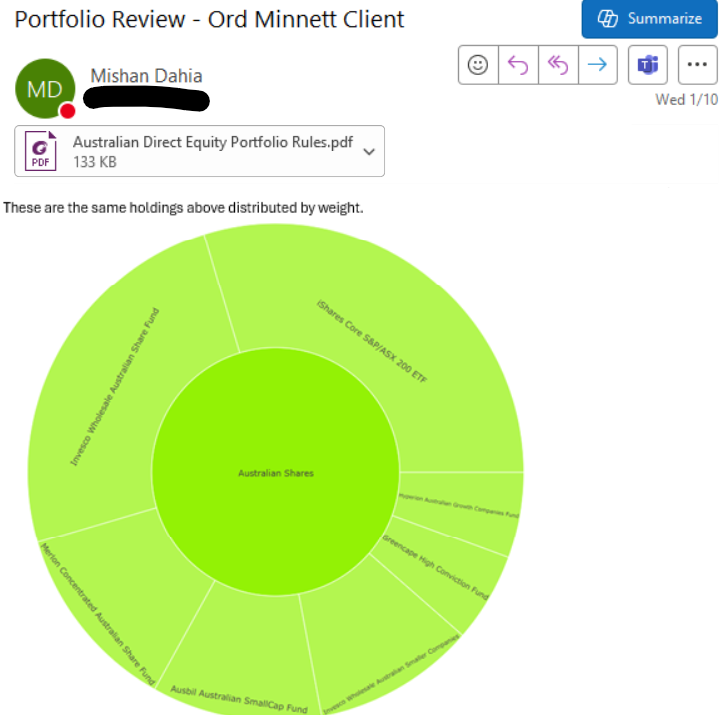 Portfolio Review - Ord Minnett Client
Summarize
MD
Mishan Dahia
Wed 1/10
PDF
Australian Direct Equity Portfolio Rules.pdf
133 KB
These are the same holdings above distributed by weight.
iShares Core S&P/ASX 200 ETF
Invesco Wholesale Australian Share Fund
Australian Shares
Hyperion Australian Growth Companies Fund
Greencape High Conviction Fund
Merlon Concentrated Australian Share Fund
Invesco Wholesale Australian Smaller Companies
Ausbil Australian SmallCap Fund